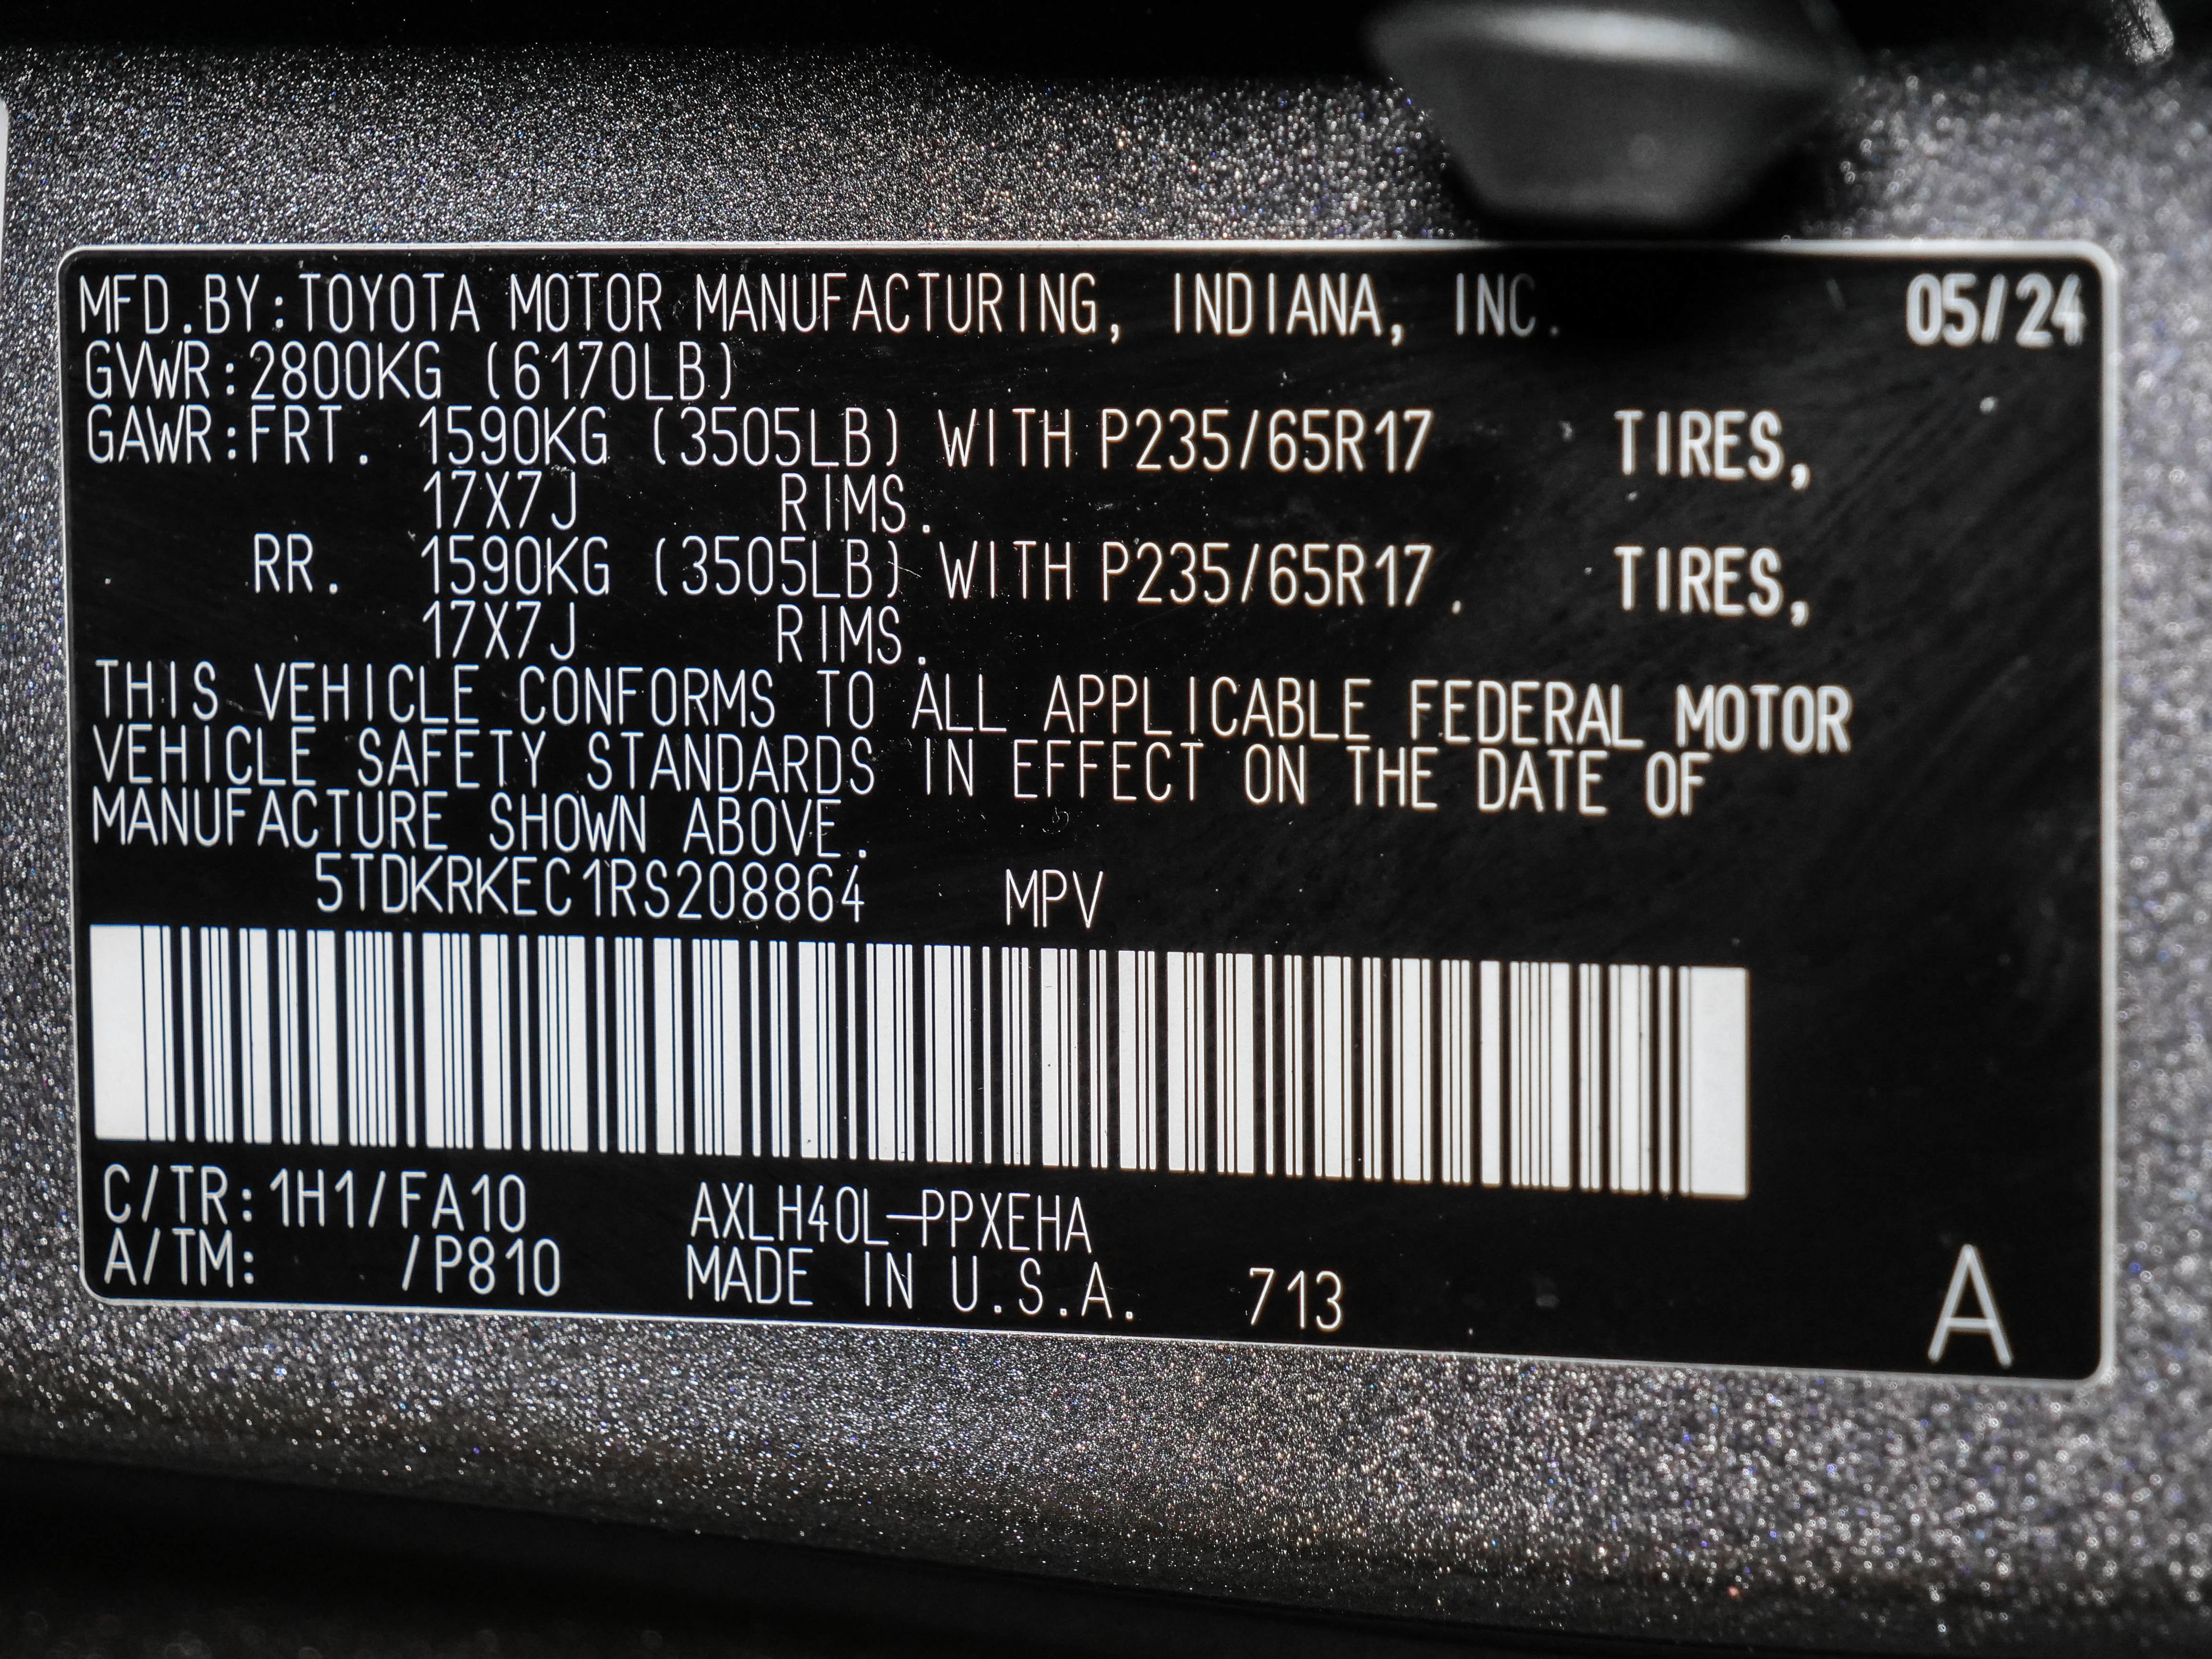 MFD.BY:TOYOTA MOTOR MANUFACTURING, INDIANA, INC. 05/24
GVWR:2800KG (6170LB)
GAWR:FRT. 1590KG (3505LB) WITH P235/65R17 TIRES,
17X7J RIMS.
RR. 1590KG (3505LB) WITH P235/65R17 TIRES,
17X7J RIMS.
THIS VEHICLE CONFORMS TO ALL APPLICABLE FEDERAL MOTOR
VEHICLE SAFETY STANDARDS IN EFFECT ON THE DATE OF
MANUFACTURE SHOWN ABOVE.
5TDKRKEC1RS208864 MPV
C/TR:1H1/FA10 AXLH40L-PPXEHA
A/TM: /P810 MADE IN U.S.A. 713 A